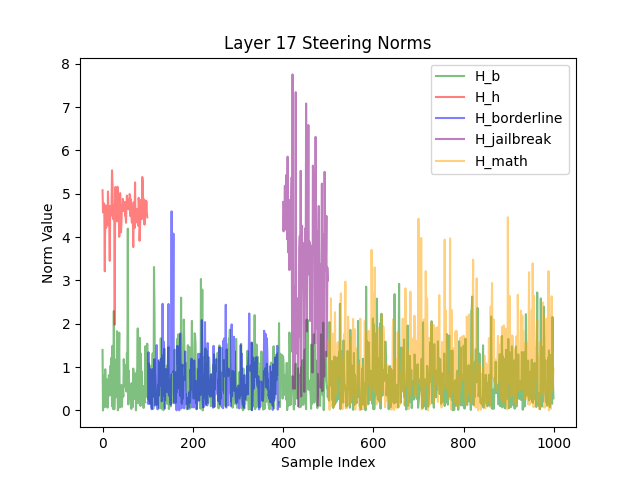 Layer 17 Steering Norms
8
7
6
5
4
3
2
1
0
Norm Value
H_b
H_h
H_borderline
H_jailbreak
H_math
0 200 400 600 800 1000
Sample Index